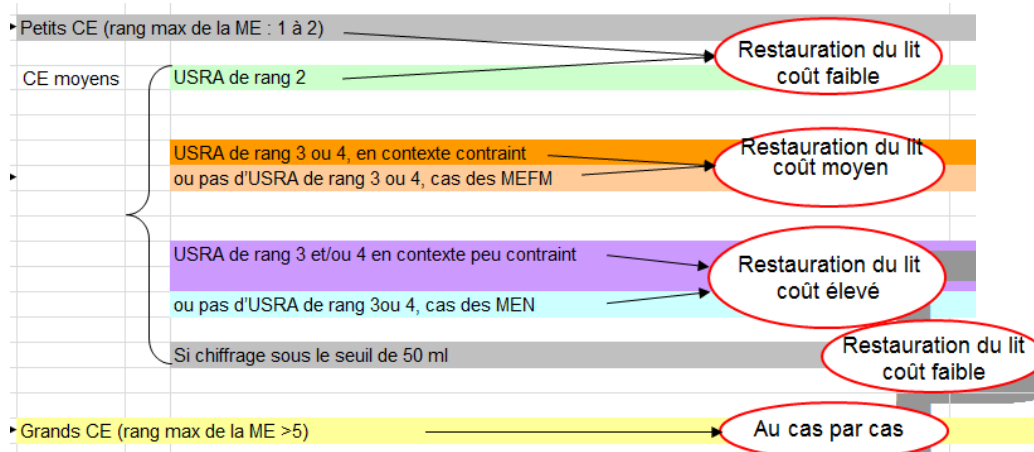 Petits CE (rang max de la ME : 1 à 2)
Restauration du lit
coût faible
CE moyens
USRA de rang 2
USRA de rang 3 ou 4, en contexte contraint
ou pas d’USRA de rang 3 ou 4, cas des MEFM
Restauration du lit
coût moyen
USRA de rang 3 et/ou 4 en contexte peu contraint
ou pas d’USRA de rang 3ou 4, cas des MEN
Restauration du lit
coût élevé
Si chiffrage sous le seuil de 50 ml
Restauration du lit
coût faible
Grands CE (rang max de la ME >5)
Au cas par cas